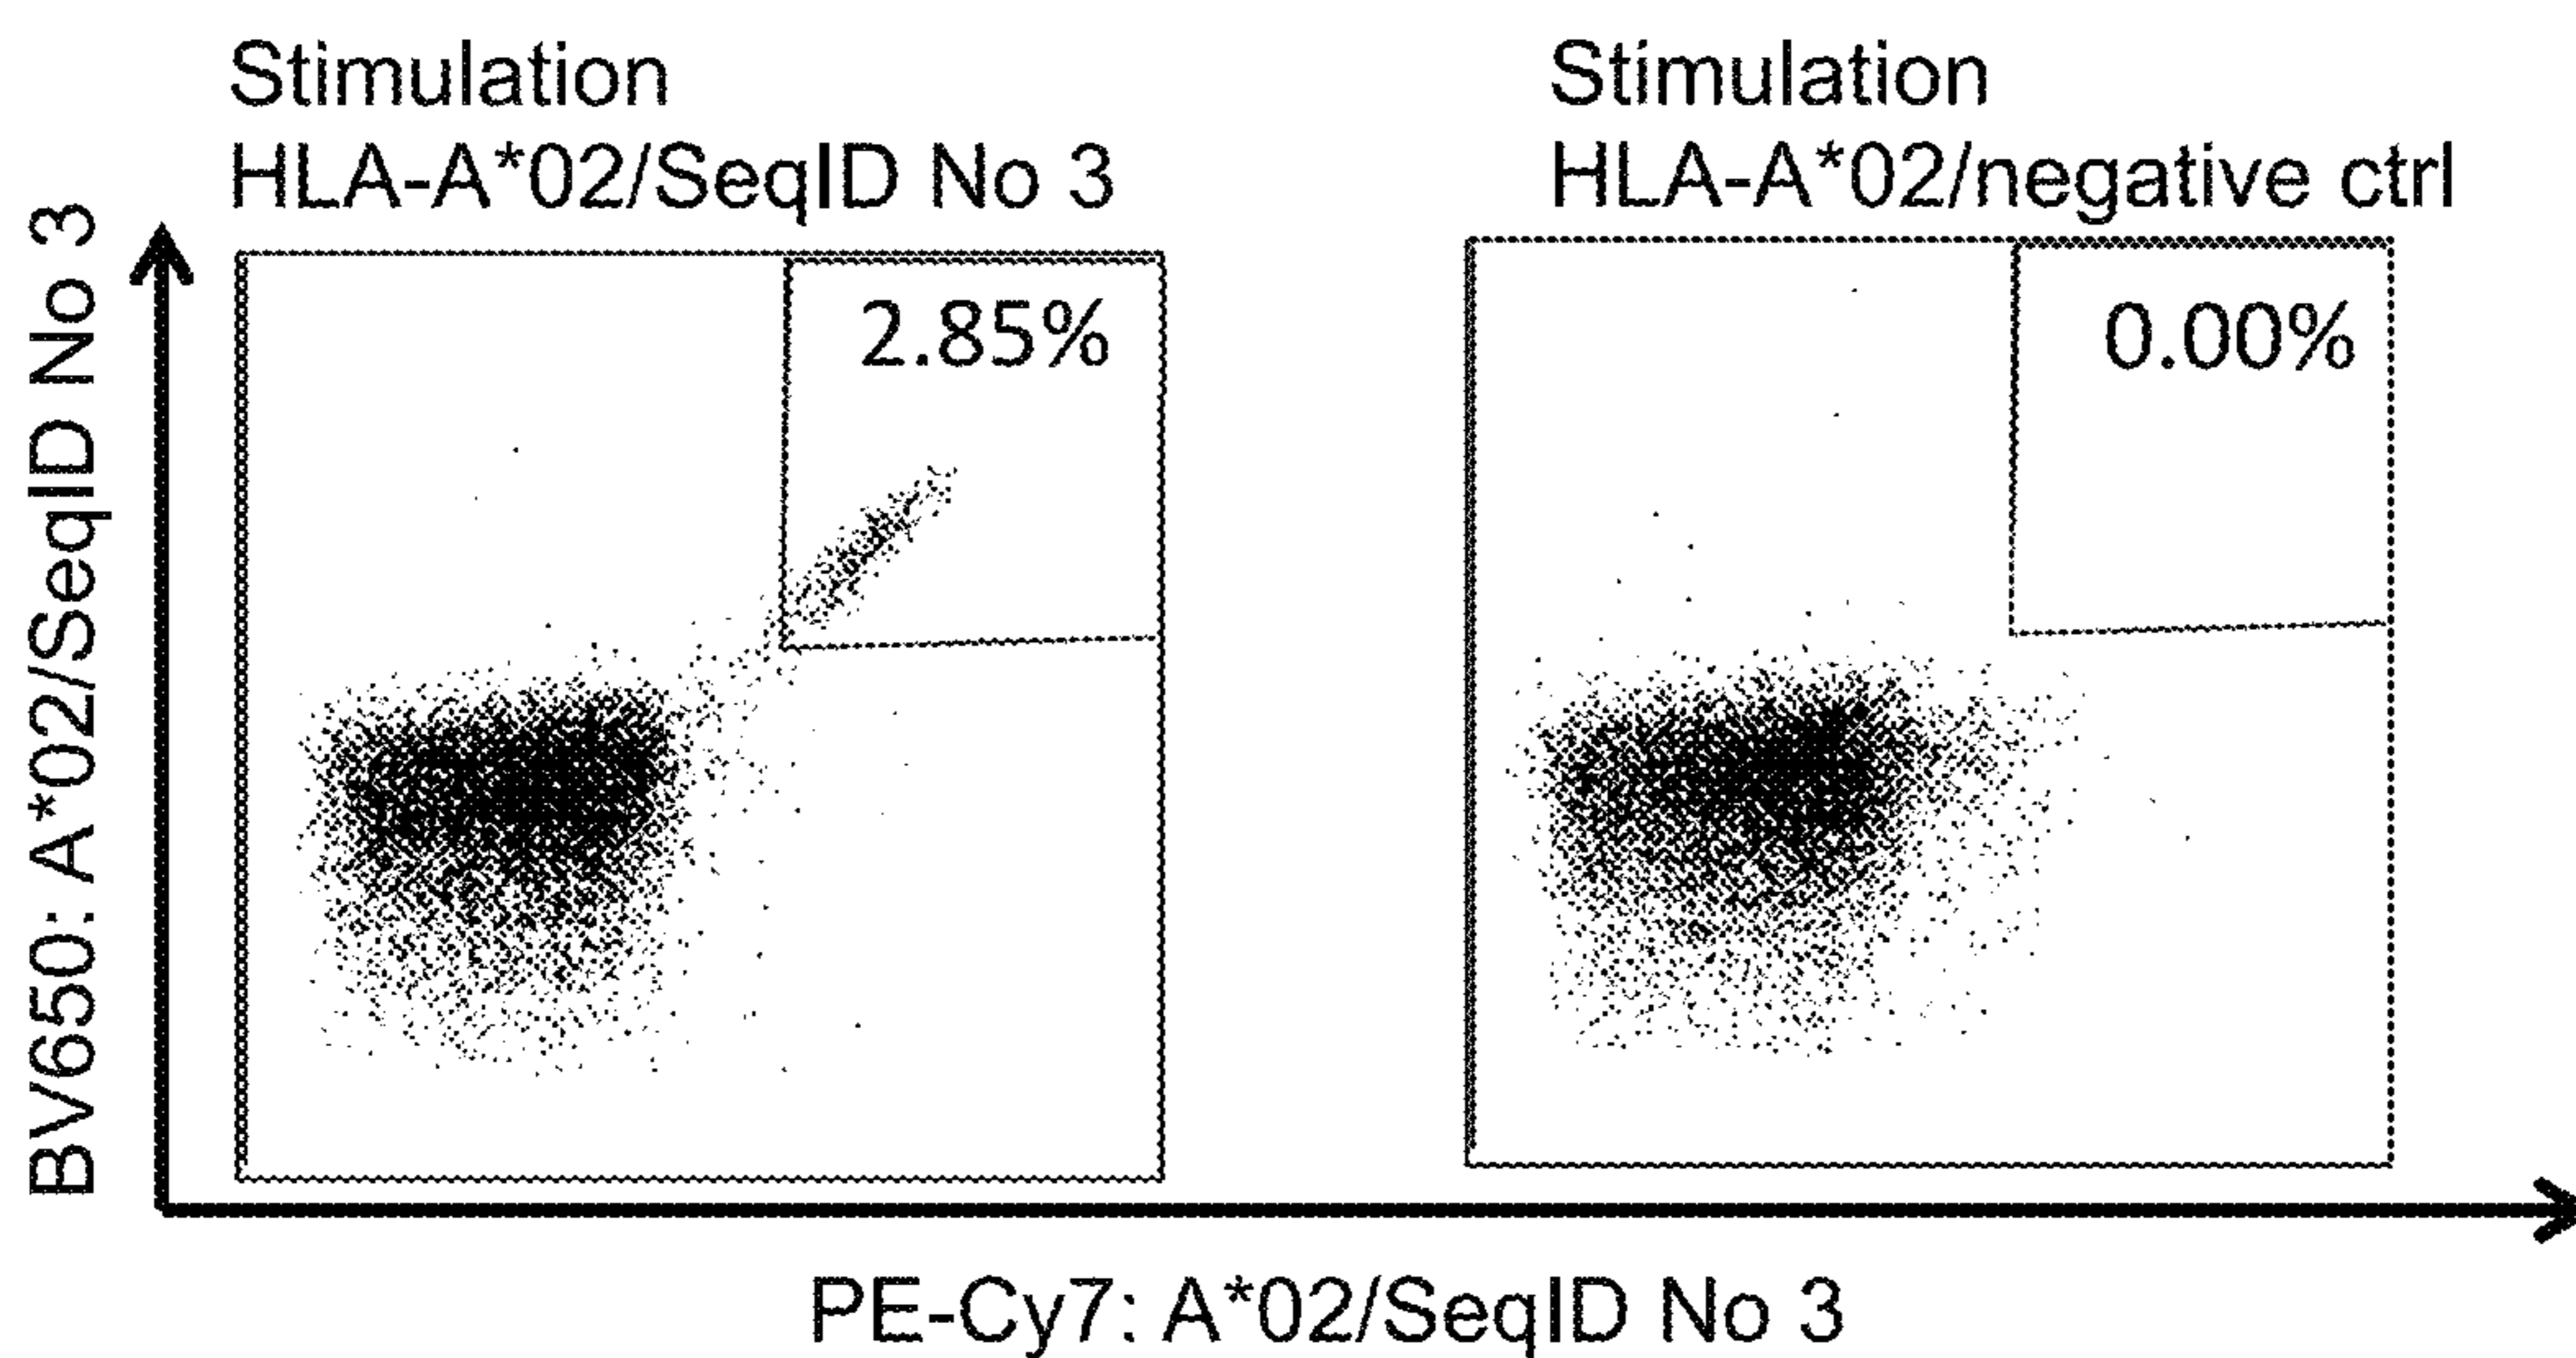 Stimulation
HLA-A*02/SeqID No 3
Stimulation
HLA-A*02/negative ctrl
BV650: A*02/SeqID No 3
2.85%
0.00%
PE-Cy7: A*02/SeqID No 3